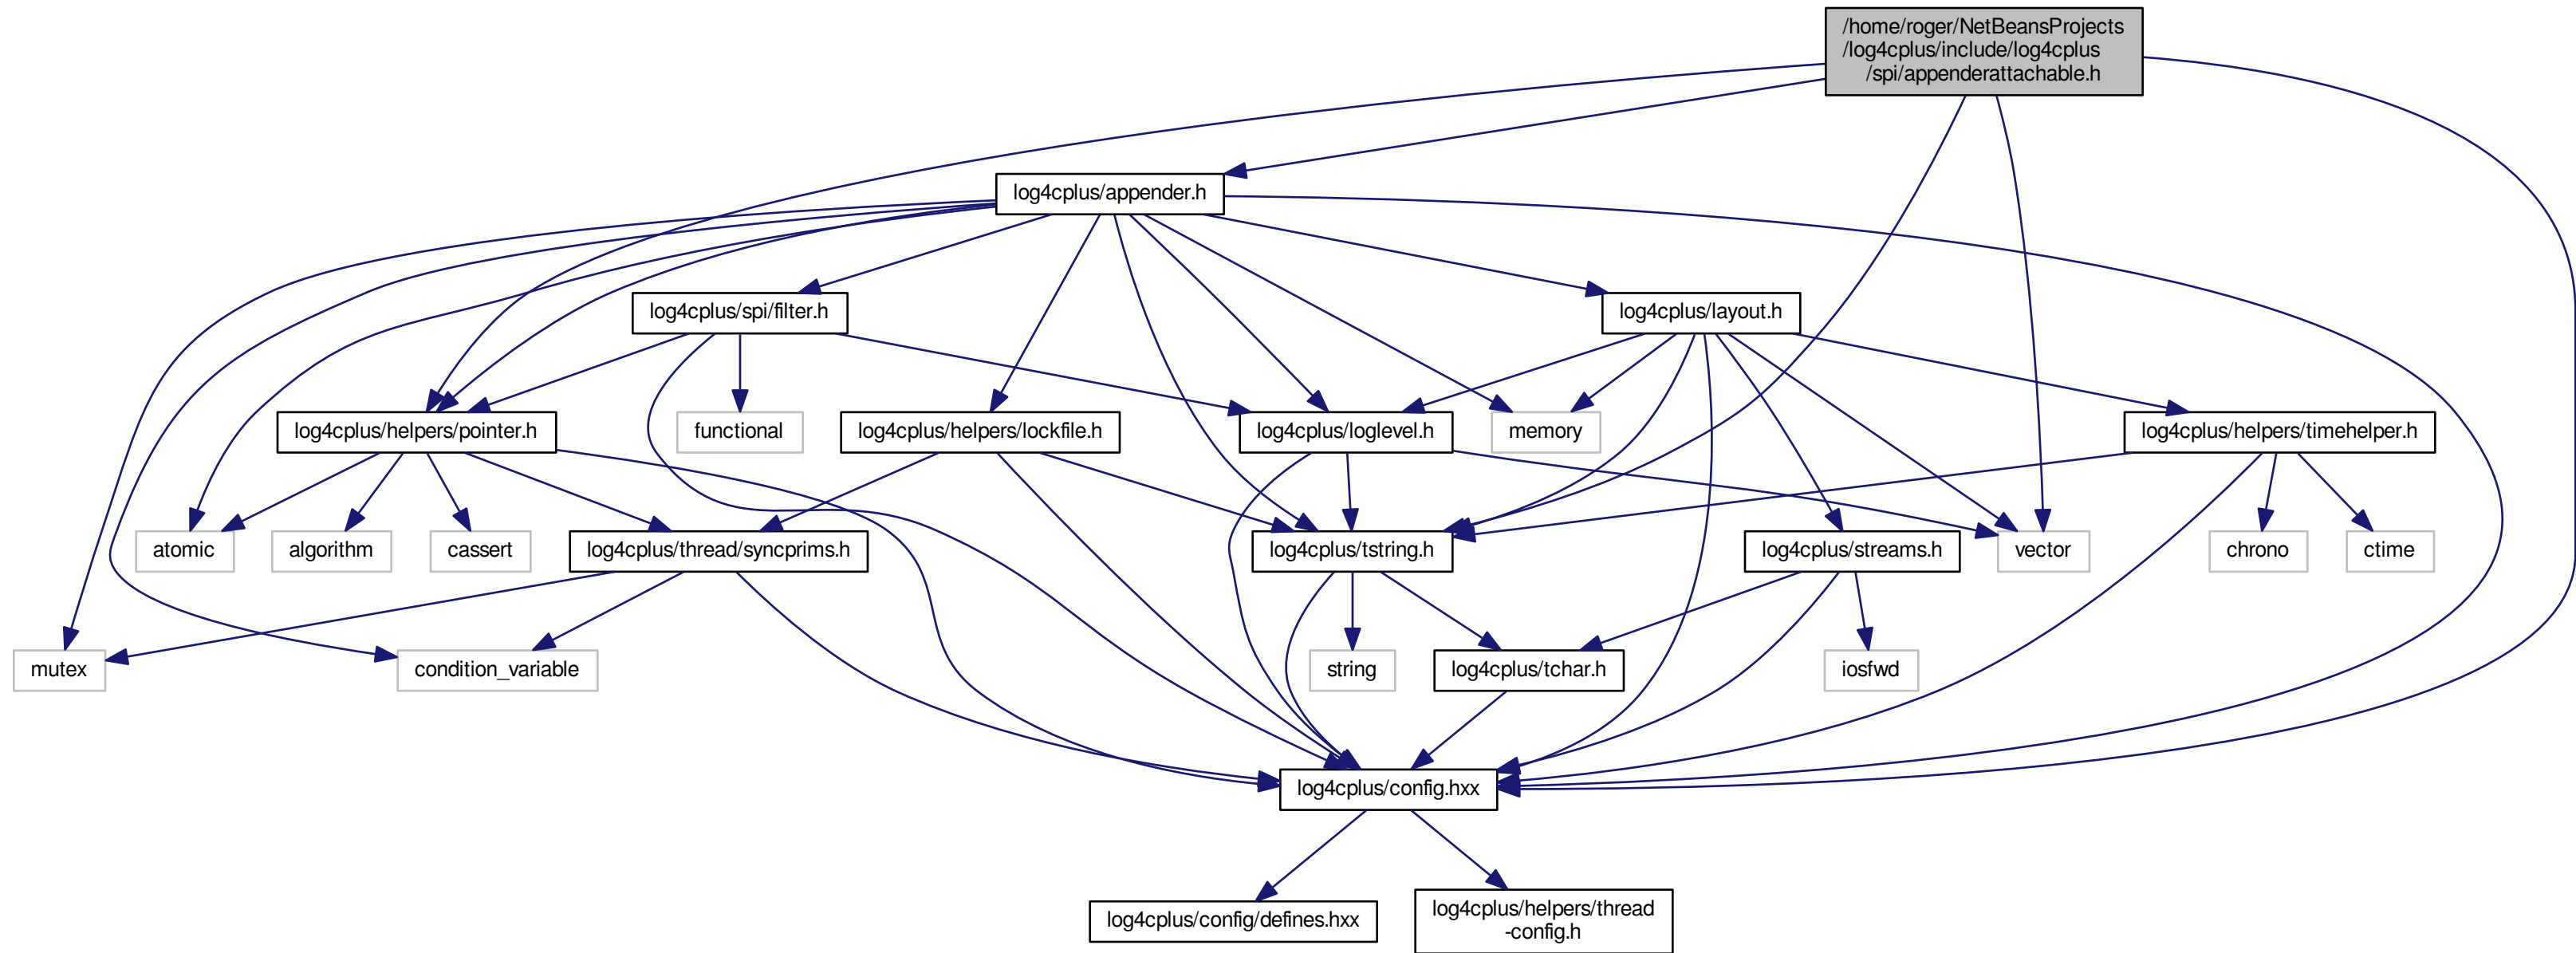 /home/roger/NetBeansProjects
/log4cplus/include/log4cplus
/spi/appenderattachable.h
log4cplus/appender.h
log4cplus/spi/filter.h
log4cplus/layout.h
log4cplus/helpers/pointer.h
functional
log4cplus/helpers/lockfile.h
log4cplus/loglevel.h
memory
log4cplus/helpers/timehelper.h
atomic
algorithm
cassert
log4cplus/thread/syncprims.h
log4cplus/tstring.h
log4cplus/streams.h
vector
chrono
ctime
mutex
condition_variable
string
log4cplus/tchar.h
iosfwd
log4cplus/config.hxx
log4cplus/config/defines.hxx
log4cplus/helpers/thread
-config.h